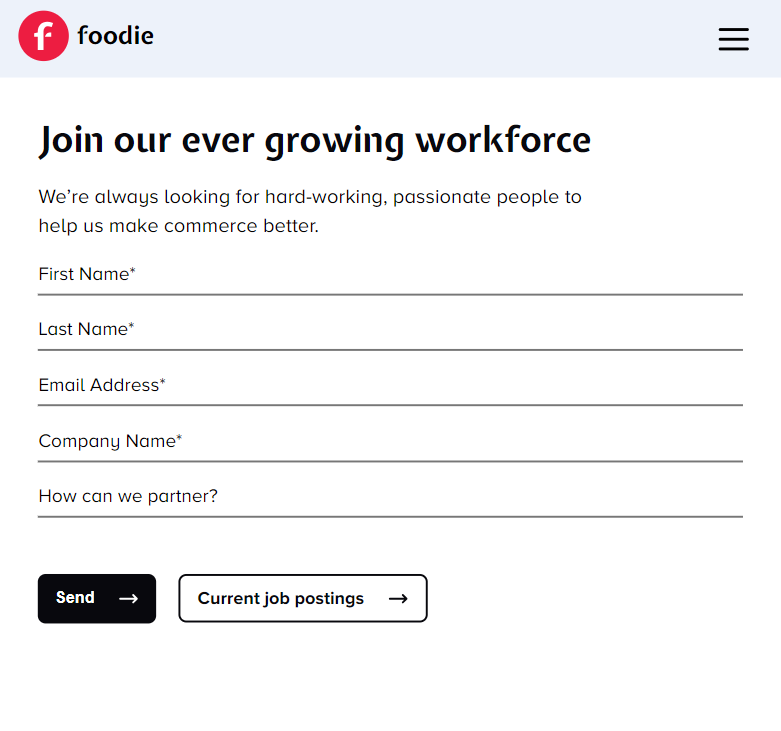 f foodie
Join our ever growing workforce
We're always looking for hard-working, passionate people to
help us make commerce better.
First Name*
Last Name*
Email Address*
Company Name*
How can we partner?
Send →
Current job postings →